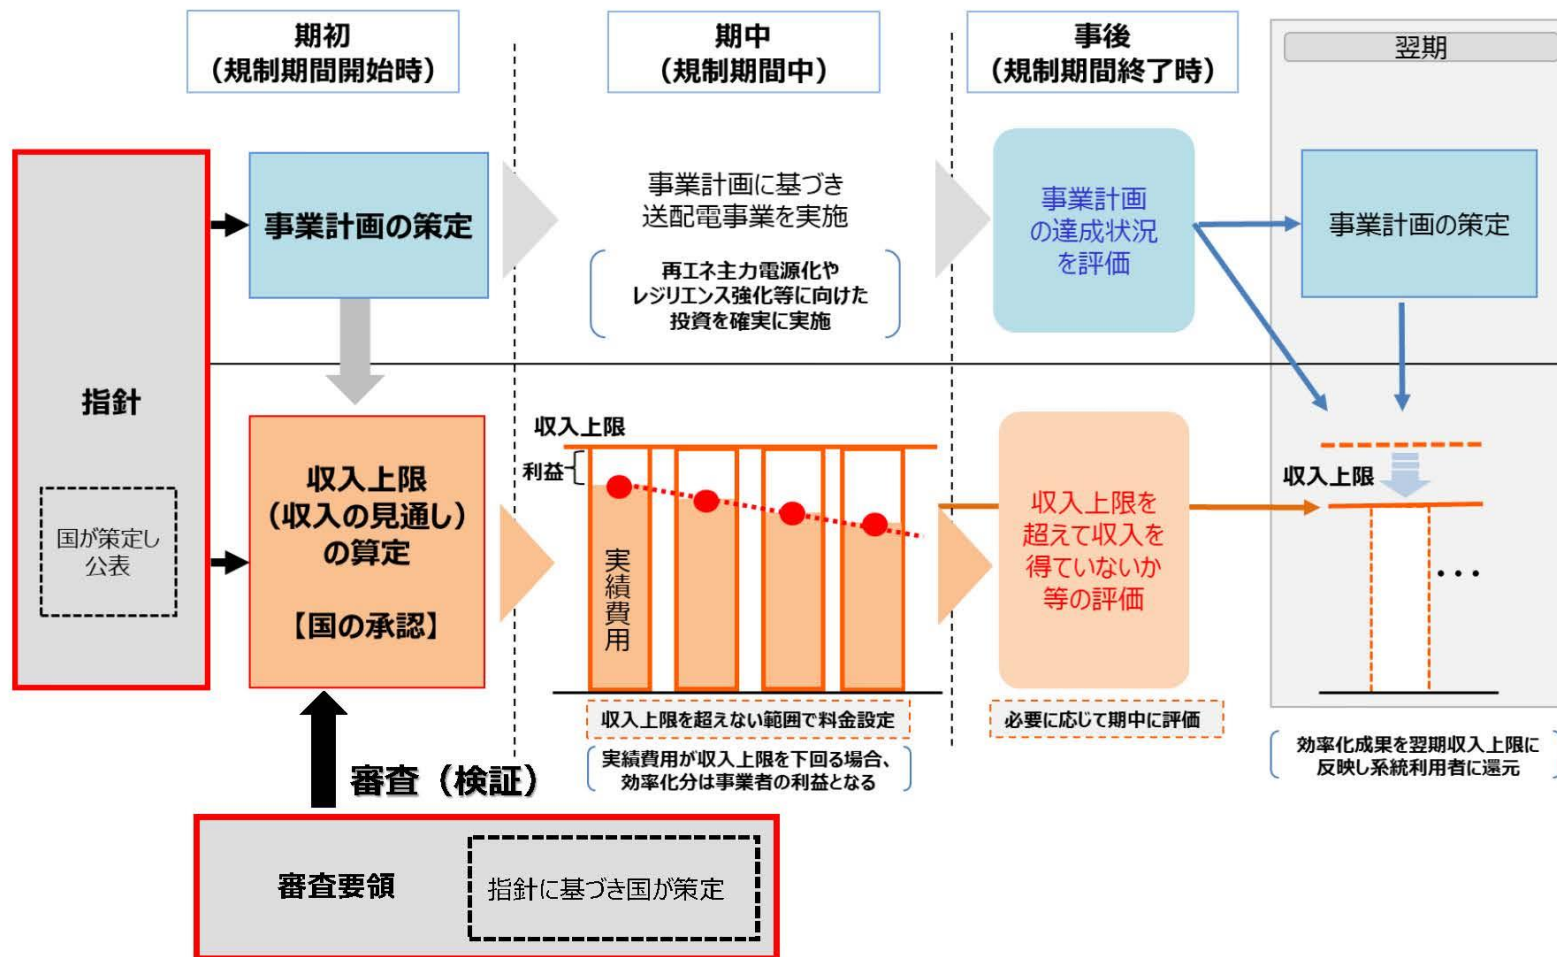 期初
（規制期間開始時）
期中
（規制期間中）
事後
（規制期間終了時）
翌期
指針
国が策定し
公表
事業計画の策定
事業計画に基づき
送配電事業を実施
再エネ主力電源化や
レジリエンス強化等に向けた
投資を確実に実施
事業計画
の達成状況
を評価
事業計画の策定
収入上限
（収入の見通し）
の算定
【国の承認】
収入上限
利益
実績費用
収入上限を超えない範囲で料金設定
実績費用が収入上限を下回る場合、
効率化分は事業者の利益となる
収入上限を
超えて収入を
得ていないか
等の評価
必要に応じて期中に評価
収入上限
…
効率化成果を翌期収入上限に
反映し系統利用者に還元
審査（検証）
審査要領
指針に基づき国が策定